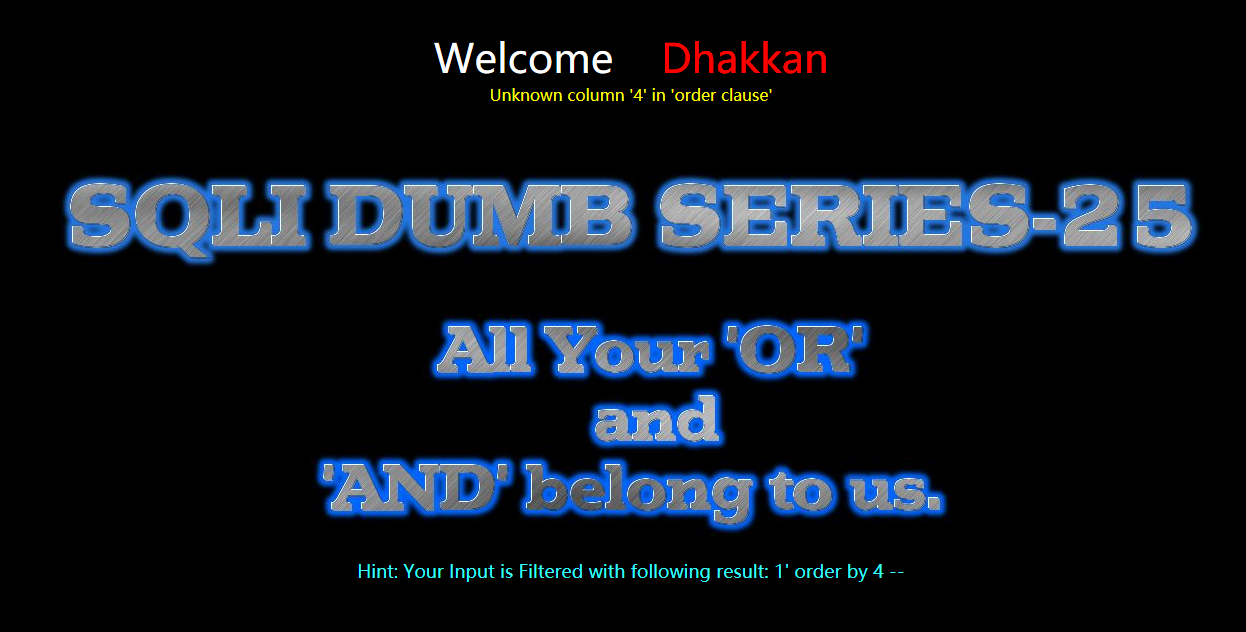 Welcome Dhakkan
Unknown column '4' in 'order clause'
SQLI DUMB SERIES-25
All Your 'OR'
and
'AND' belong to us.
Hint: Your Input is Filtered with following result: 1' order by 4 --